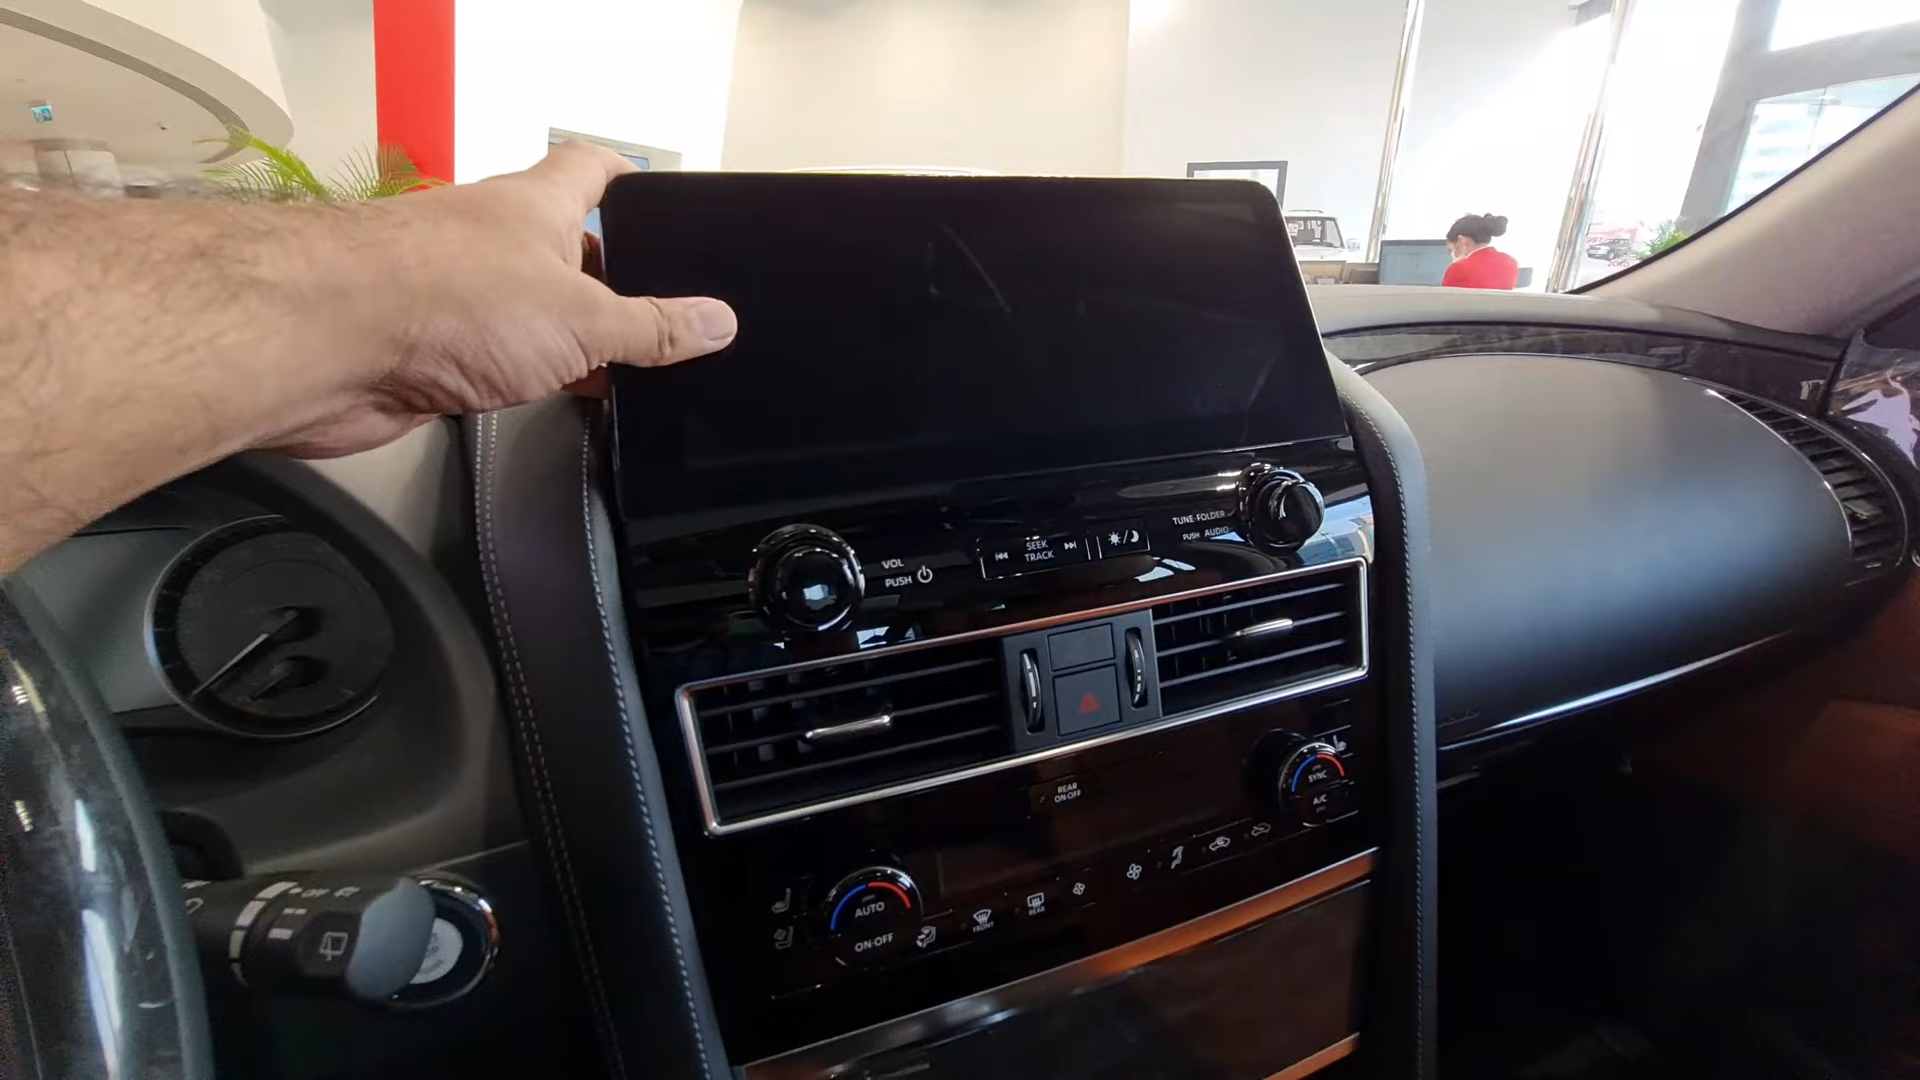 TUNE·FOLDER
PUSH AUDIO
SEEK
TRACK
VOL
PUSH
SYNC
A/C
REAR
ON·OFF
AUTO
ON·OFF
FRONT
REAR